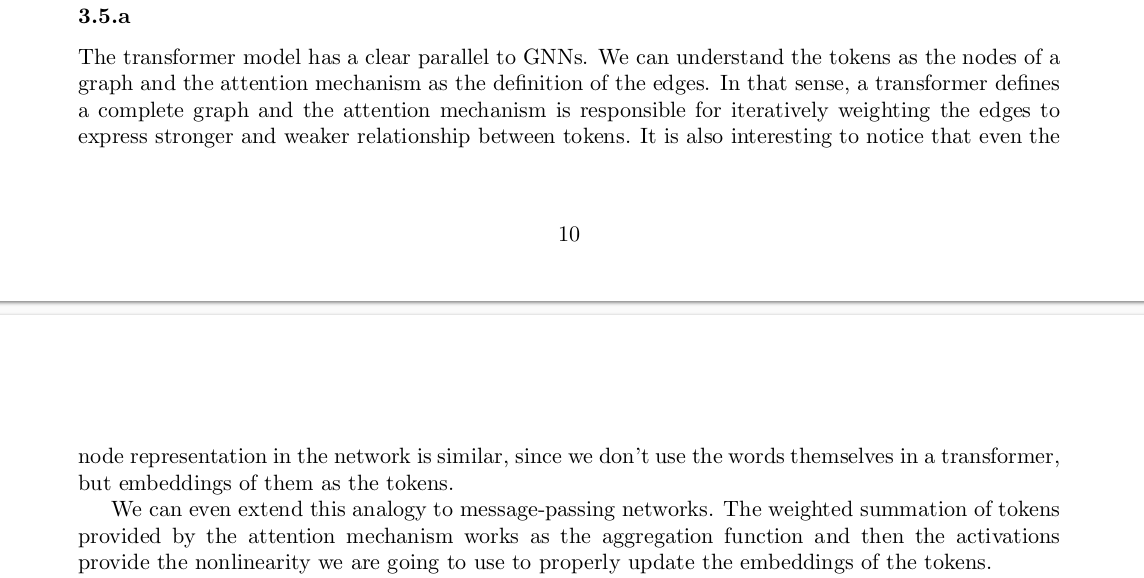 3.5.a
The transformer model has a clear parallel to GNNs. We can understand the tokens as the nodes of a
graph and the attention mechanism as the definition of the edges. In that sense, a transformer defines
a complete graph and the attention mechanism is responsible for iteratively weighting the edges to
express stronger and weaker relationship between tokens. It is also interesting to notice that even the
10
node representation in the network is similar, since we don't use the words themselves in a transformer,
but embeddings of them as the tokens.
We can even extend this analogy to message-passing networks. The weighted summation of tokens
provided by the attention mechanism works as the aggregation function and then the activations
provide the nonlinearity we are going to use to properly update the embeddings of the tokens.